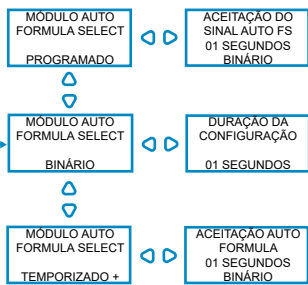 MÓDULO AUTO
FORMULA SELECT
PROGRAMADO
ACEITAÇÃO DO
SINAL AUTO FS
01 SEGUNDOS
BINÁRIO
MÓDULO AUTO
FORMULA SELECT
BINÁRIO
DURAÇÃO DA
CONFIGURAÇÃO
01 SEGUNDOS
MÓDULO AUTO
FORMULA SELECT
TEMPORIZADO +
ACEITAÇÃO AUTO
FORMULA
01 SEGUNDOS
BINÁRIO